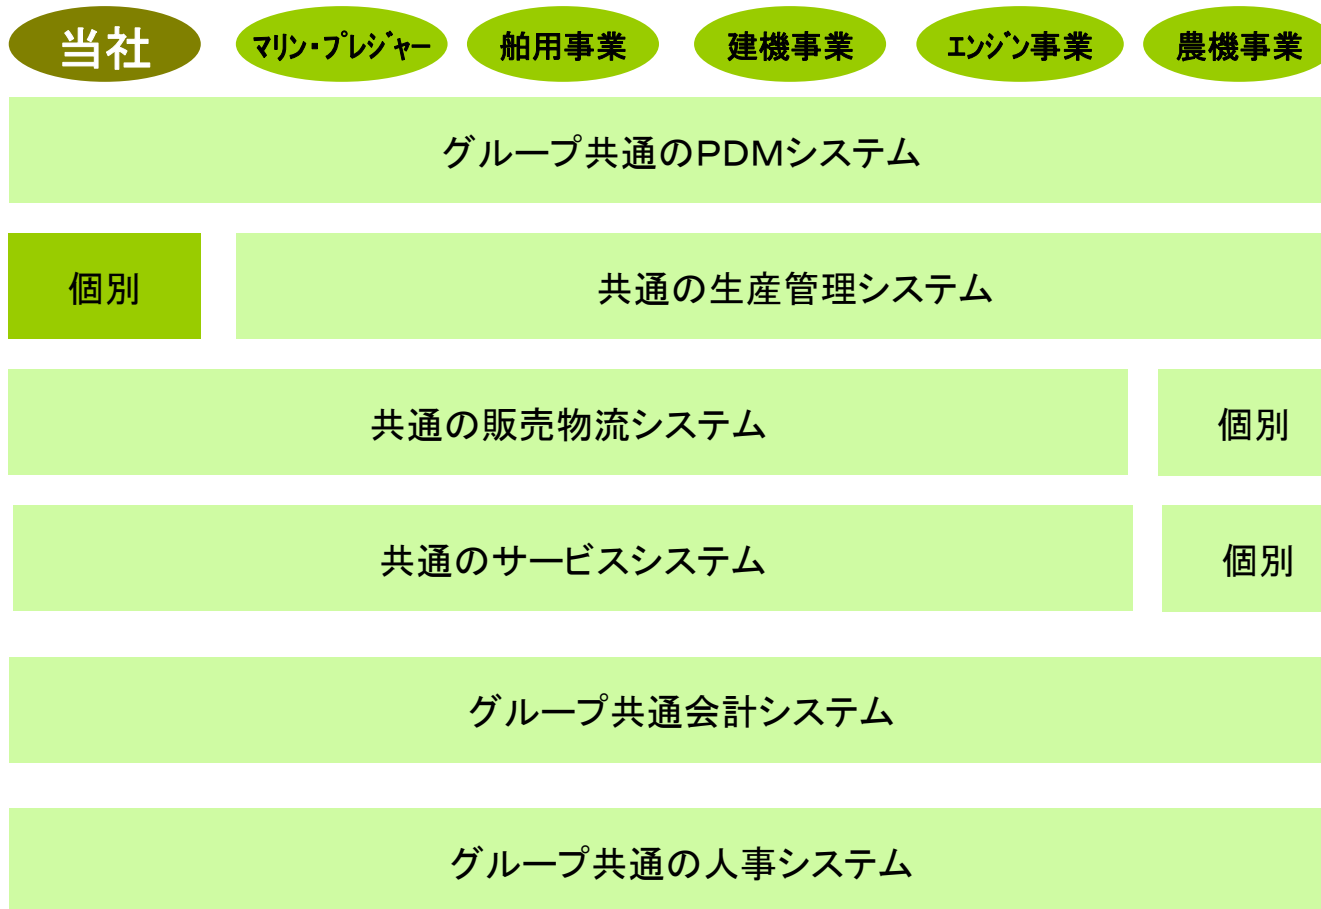 当社 マリン・プレジャー 舶用事業 建機事業 エンジン事業 農機事業
グループ共通のPDMシステム
個別 共通の生産管理システム
共通の販売物流システム 個別
共通のサービスシステム 個別
グループ共通会計システム
グループ共通の人事システム